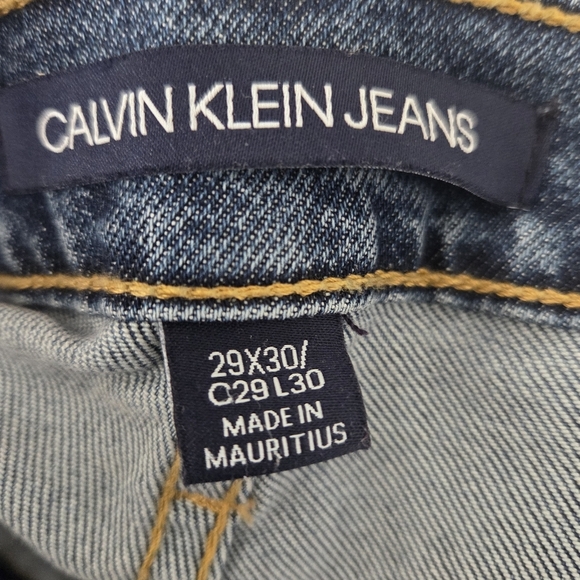 CALVIN KLEIN JEANS
29X30/
C29 L30
MADE IN
MAURITIUS